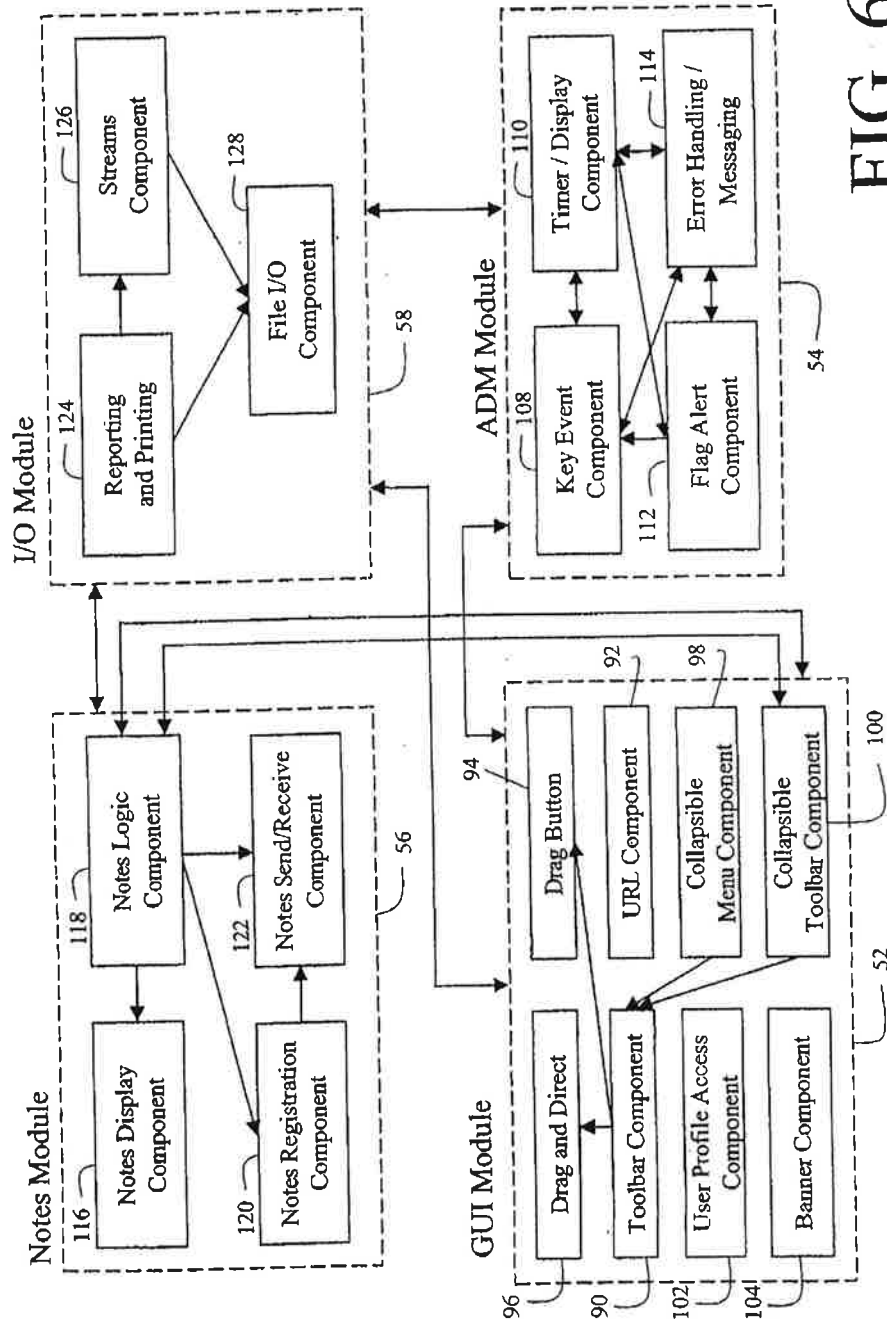 Notes Module
116
Notes Display
Component
118
Notes Logic
Component
120
Notes Registration
Component
122
Notes Send/Receive
Component
56
I/O Module
124
Reporting
and Printing
126
Streams
Component
128
File I/O
Component
58
GUI Module
96
Drag and Direct
94
Drag Button
90
Toolbar Component
URL Component
92
102
User Profile Access
Component
Collapsible
Menu Component
98
104
Banner Component
Collapsible
Toolbar Component
100
52
ADM Module
108
Key Event
Component
110
Timer / Display
Component
112
Flag Alert
Component
114
Error Handling /
Messaging
54
FIG 6